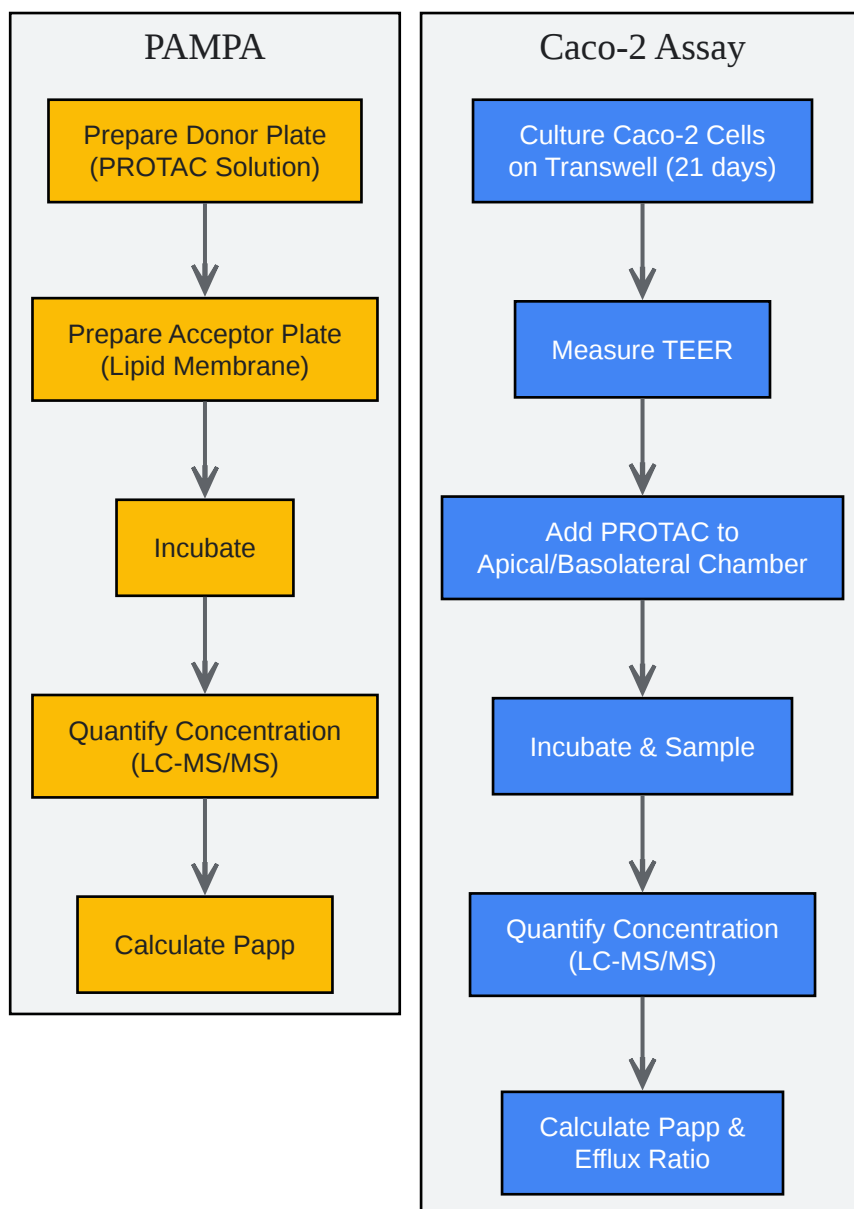 PAMPA
Prepare Donor Plate
(PROTAC Solution)
Prepare Acceptor Plate
(Lipid Membrane)
Incubate
Quantify Concentration
(LC-MS/MS)
Calculate Papp
Caco-2 Assay
Culture Caco-2 Cells
on Transwell (21 days)
Measure TEER
Add PROTAC to
Apical/Basolateral Chamber
Incubate & Sample
Quantify Concentration
(LC-MS/MS)
Calculate Papp &
Efflux Ratio